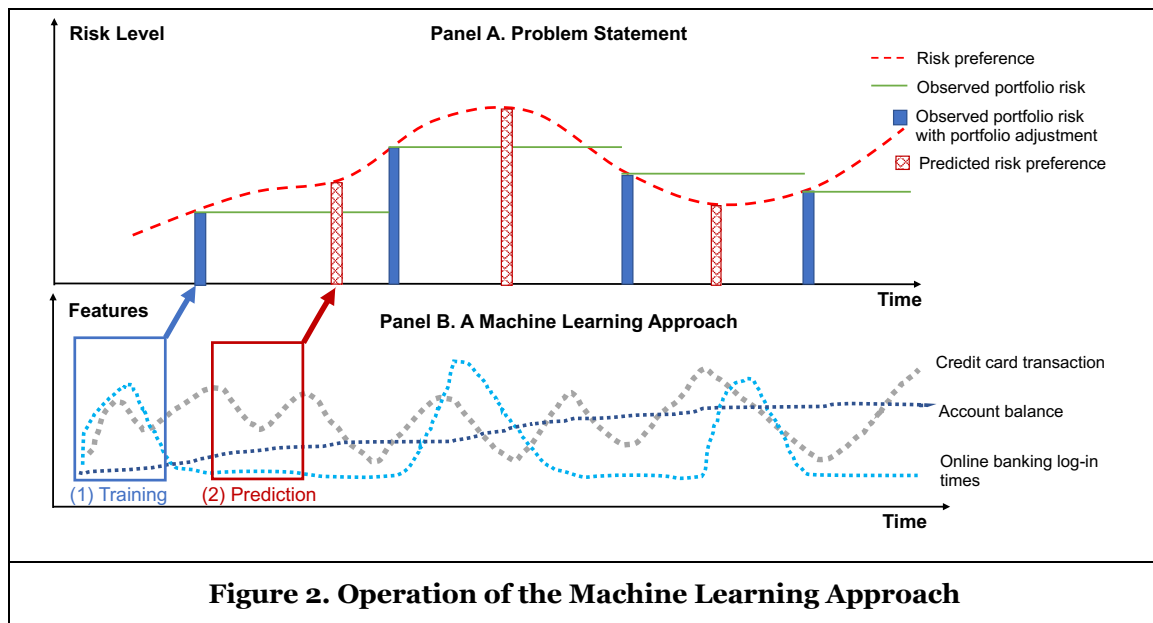 Risk Level
Panel A. Problem Statement
Risk preference
Observed portfolio risk
Observed portfolio risk
with portfolio adjustment
Predicted risk preference
Time
Features
Panel B. A Machine Learning Approach
Credit card transaction
Account balance
Online banking log-in
times
(1) Training
(2) Prediction
Time
Figure 2. Operation of the Machine Learning Approach